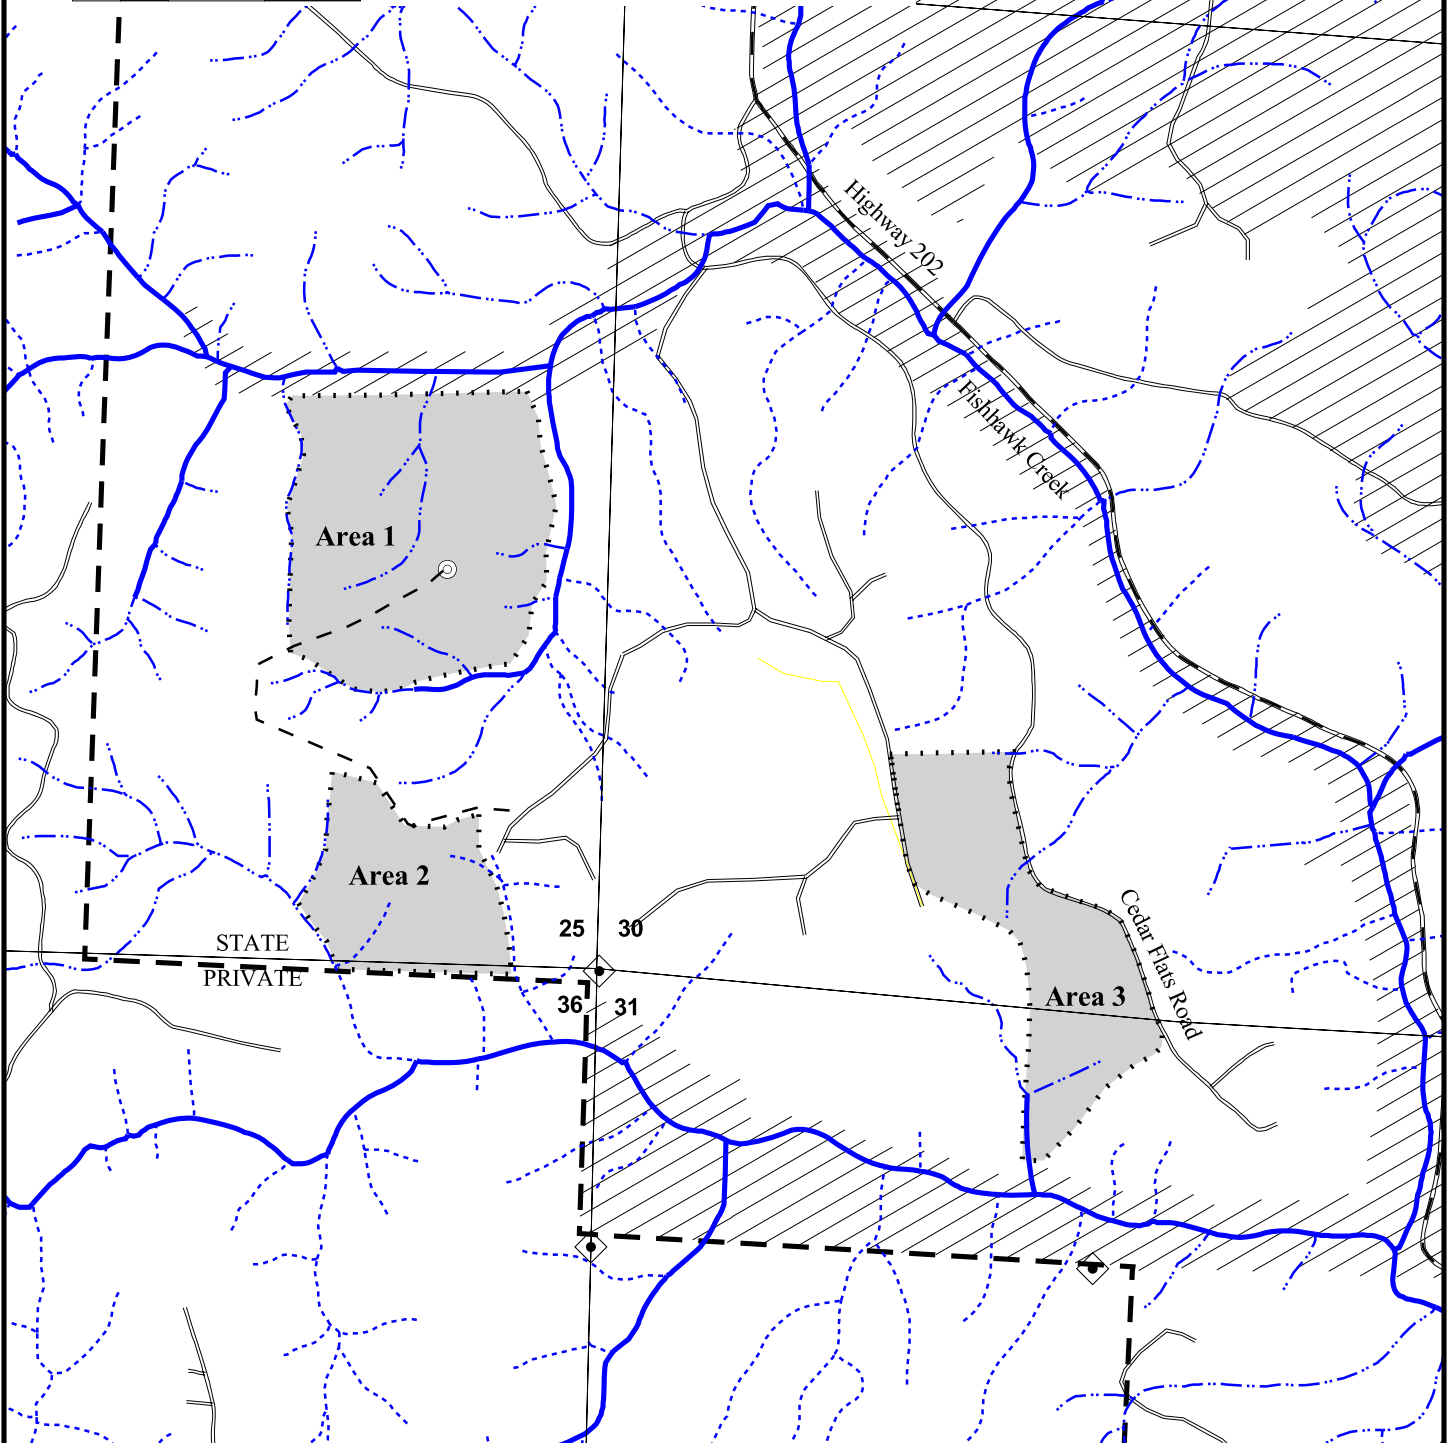 Highway 202
Fishhawk Creek
Area 1
Area 2
25 30
STATE
PRIVATE
36 31
Cedar Flats Road
Area 3